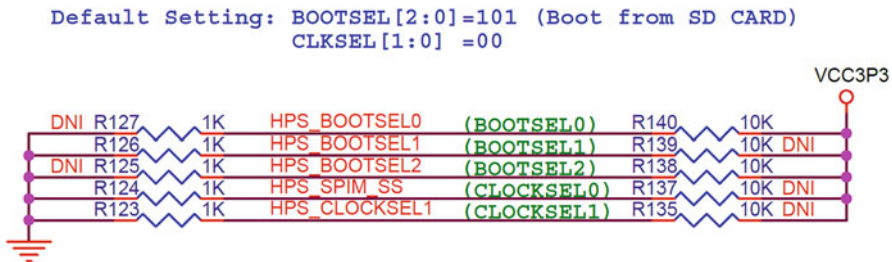 Default Setting: BOOTSEL[2:0]=101 (Boot from SD CARD)
CLKSEL[1:0] =00
VCC3P3
DNI R127 1K HPS_BOOTSEL0 (BOOTSEL0) R140 10K
R126 1K HPS_BOOTSEL1 (BOOTSEL1) R139 10K DNI
DNI R125 1K HPS_BOOTSEL2 (BOOTSEL2) R138 10K
R124 1K HPS_SPIM_SS (CLOCKSEL0) R137 10K DNI
R123 1K HPS_CLOCKSEL1 (CLOCKSEL1) R135 10K DNI